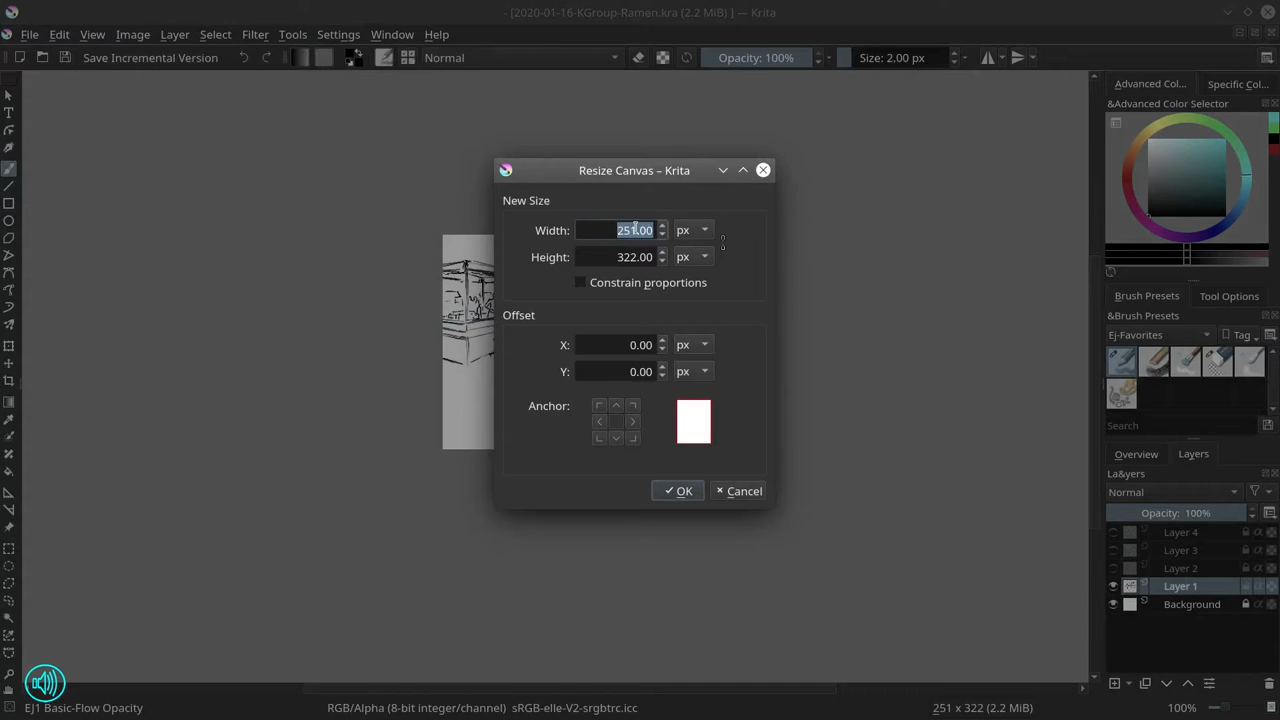 - [2020-01-16-KGroup-Ramen.kra (2.2 MiB) ] — Krita
File Edit View Image Layer Select Filter Tools Settings Window Help
Save Incremental Version Normal Opacity: 100% Size: 2.00 px
Advanced Col... Specific Col...
&Advanced Color Selector
Resize Canvas – Krita
New Size
Width: 251.00 px
Height: 322.00 px
Constrain proportions
Offset
X: 0.00 px
Y: 0.00 px
Anchor:
OK Cancel
Brush Presets Tool Options
Brush Presets
Ej-Favorites Tag
Search
Overview Layers
La&yers
Normal
Opacity: 100%
Layer 4
Layer 3
Layer 2
Layer 1
Background
EJ1 Basic-Flow Opacity RGB/Alpha (8-bit integer/channel) sRGB-elle-V2-srgbtrc.icc 251 x 322 (2.2 MiB) 100%